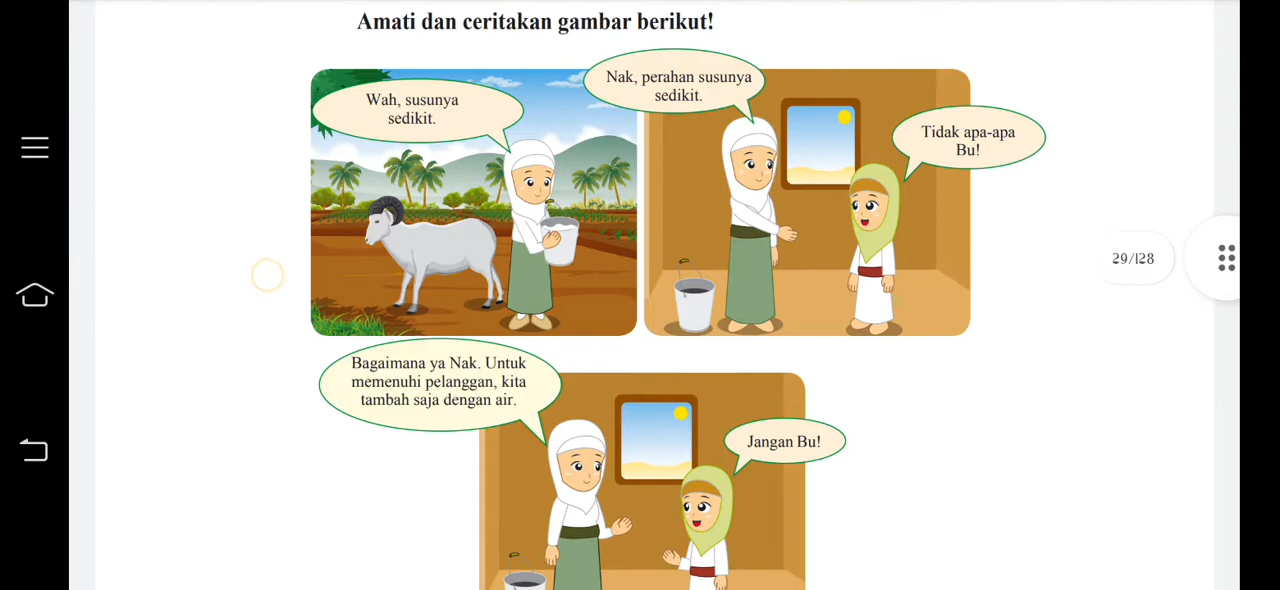 Amati dan ceritakan gambar berikut!
Wah, susunya
sedikit.
Nak, perahan susunya
sedikit.
Tidak apa-apa
Bu!
29/128
Bagaimana ya Nak. Untuk
memenuhi pelanggan, kita
tambah saja dengan air.
Jangan Bu!